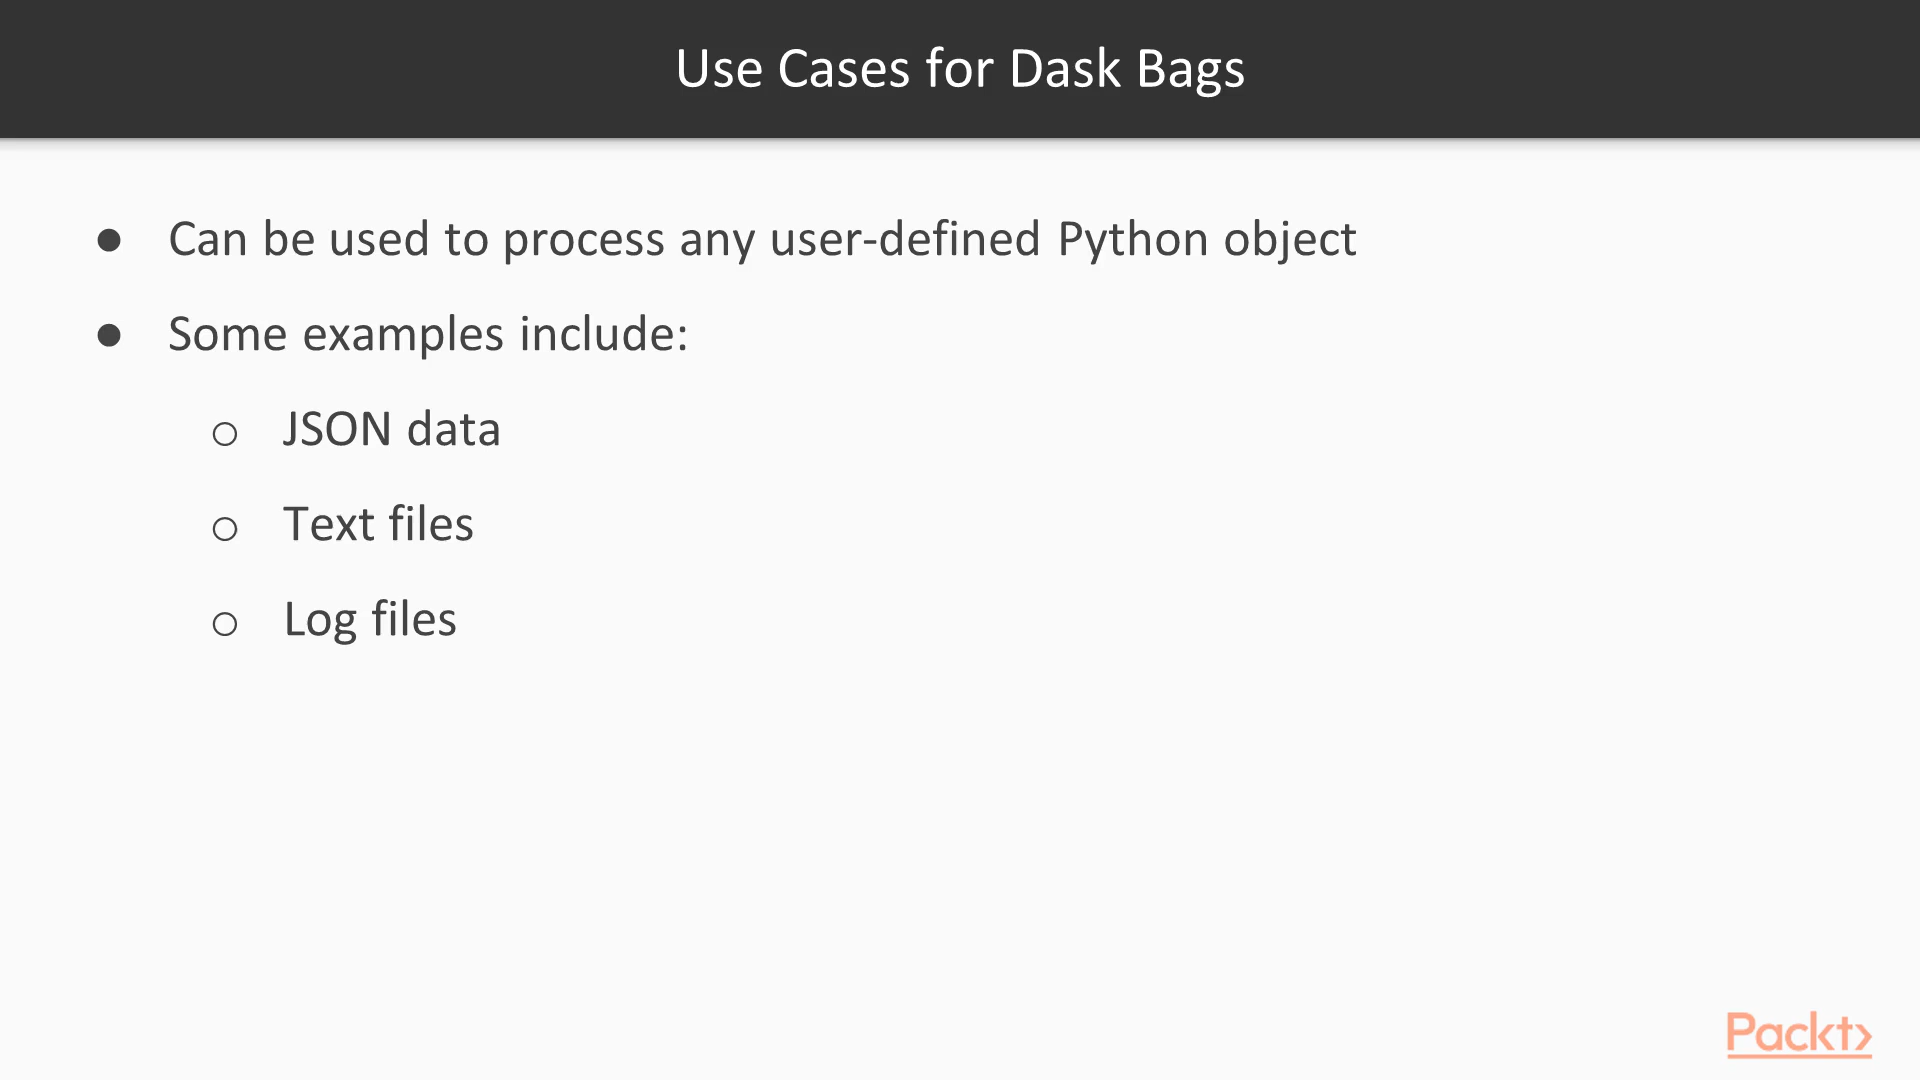 Use Cases for Dask Bags
● Can be used to process any user-defined Python object
● Some examples include:
○ JSON data
○ Text files
○ Log files
Packt>